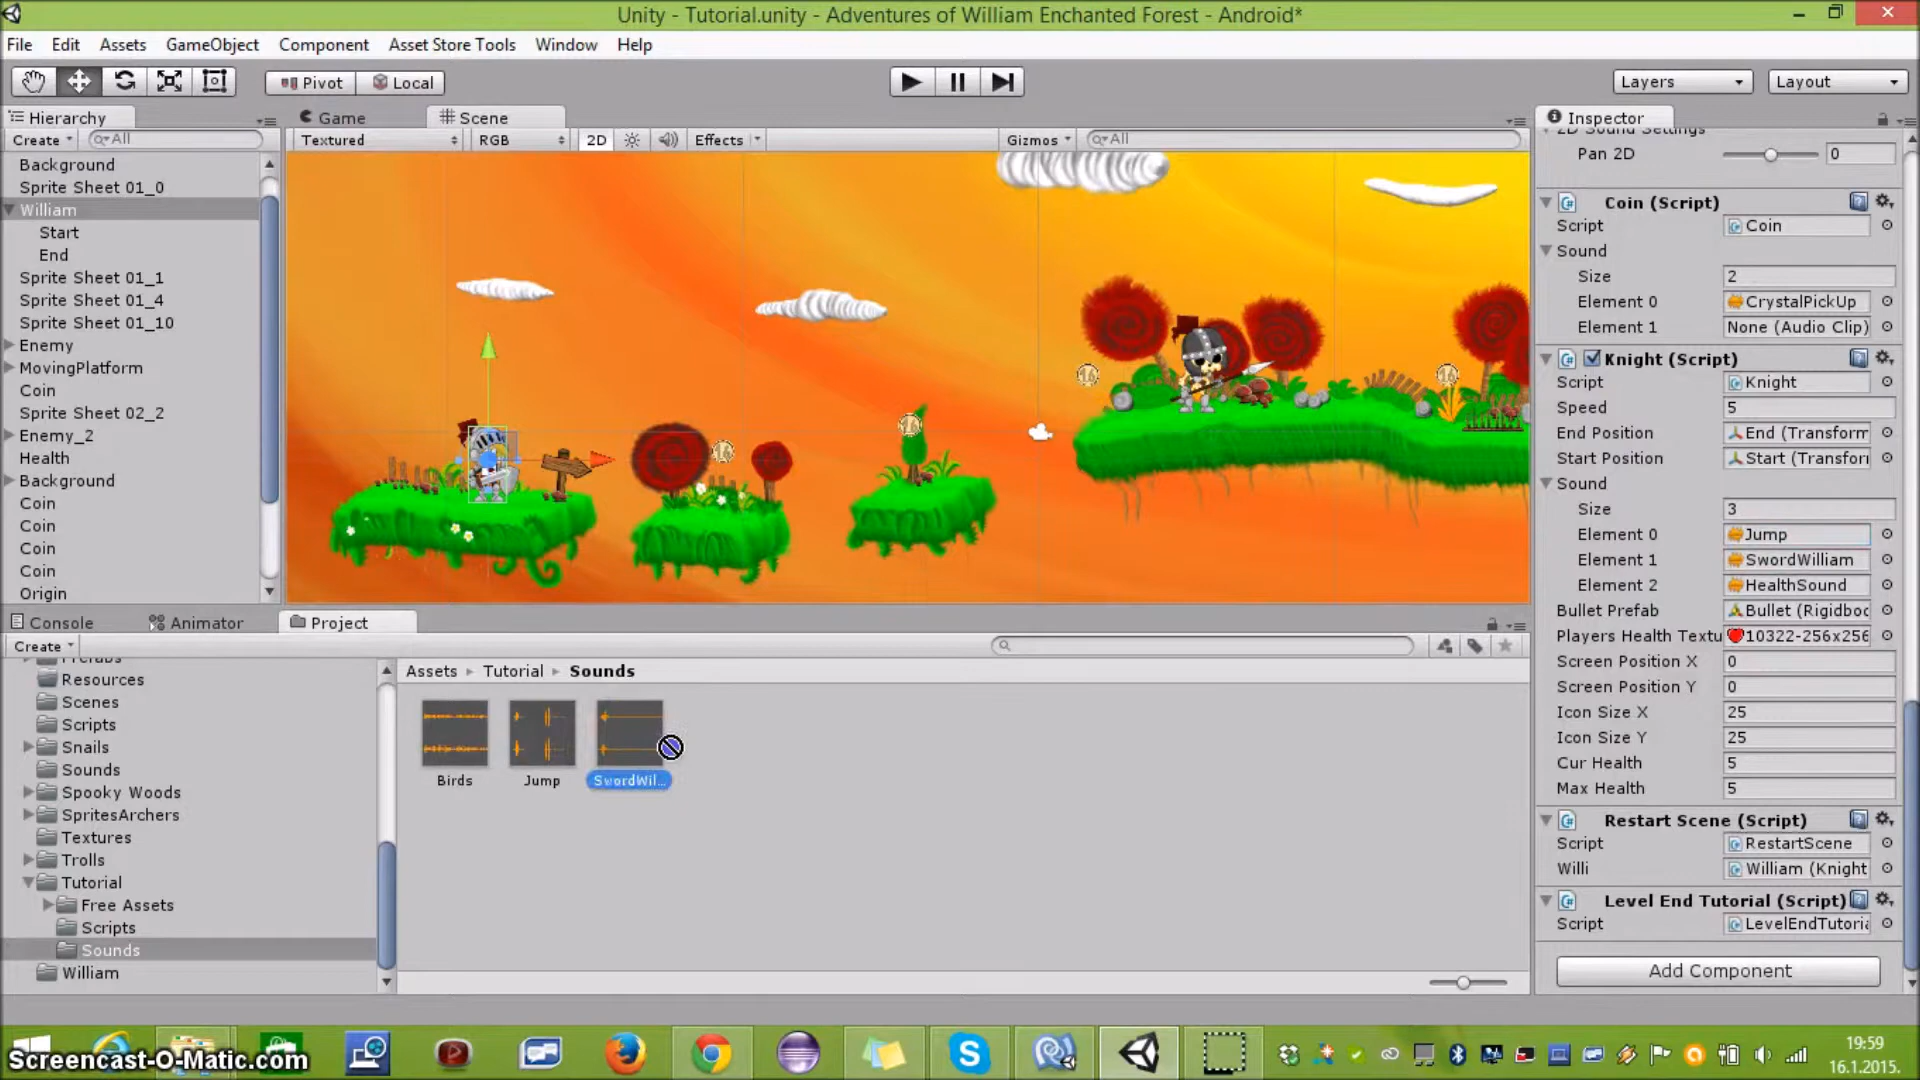 Unity - Tutorial.unity - Adventures of William Enchanted Forest - Android*
File Edit Assets GameObject Component Asset Store Tools Window Help
Pivot Local
Layers Layout
Hierarchy
Create All
Background
Sprite Sheet 01_0
William
Start
End
Sprite Sheet 01_1
Sprite Sheet 01_4
Sprite Sheet 01_10
Enemy
MovingPlatform
Coin
Sprite Sheet 02_2
Enemy_2
Health
Background
Coin
Coin
Coin
Coin
Origin
Game Scene
Textured RGB 2D Effects Gizmos All
16
16
16
16
Console Animator Project
Create
Prefabs
Resources
Scenes
Scripts
Snails
Sounds
Spooky Woods
SpritesArchers
Textures
Trolls
Tutorial
Free Assets
Scripts
Sounds
William
Assets Tutorial Sounds
Birds Jump SwordWil...
Inspector
2D Sound Settings
Pan 2D 0
Coin (Script)
Script Coin
Sound
Size 2
Element 0 CrystalPickUp
Element 1 None (Audio Clip)
Knight (Script)
Script Knight
Speed 5
End Position End (Transform
Start Position Start (Transfor
Sound
Size 3
Element 0 Jump
Element 1 SwordWilliam
Element 2 HealthSound
Bullet Prefab Bullet (Rigidboc
Players Health Textu 10322-256x256
Screen Position X 0
Screen Position Y 0
Icon Size X 25
Icon Size Y 25
Cur Health 5
Max Health 5
Restart Scene (Script)
Script RestartScene
Willi William (Knight
Level End Tutorial (Script)
Script LevelEndTutoria
Add Component
Screencast-O-Matic.com
19:59
16.1.2015.